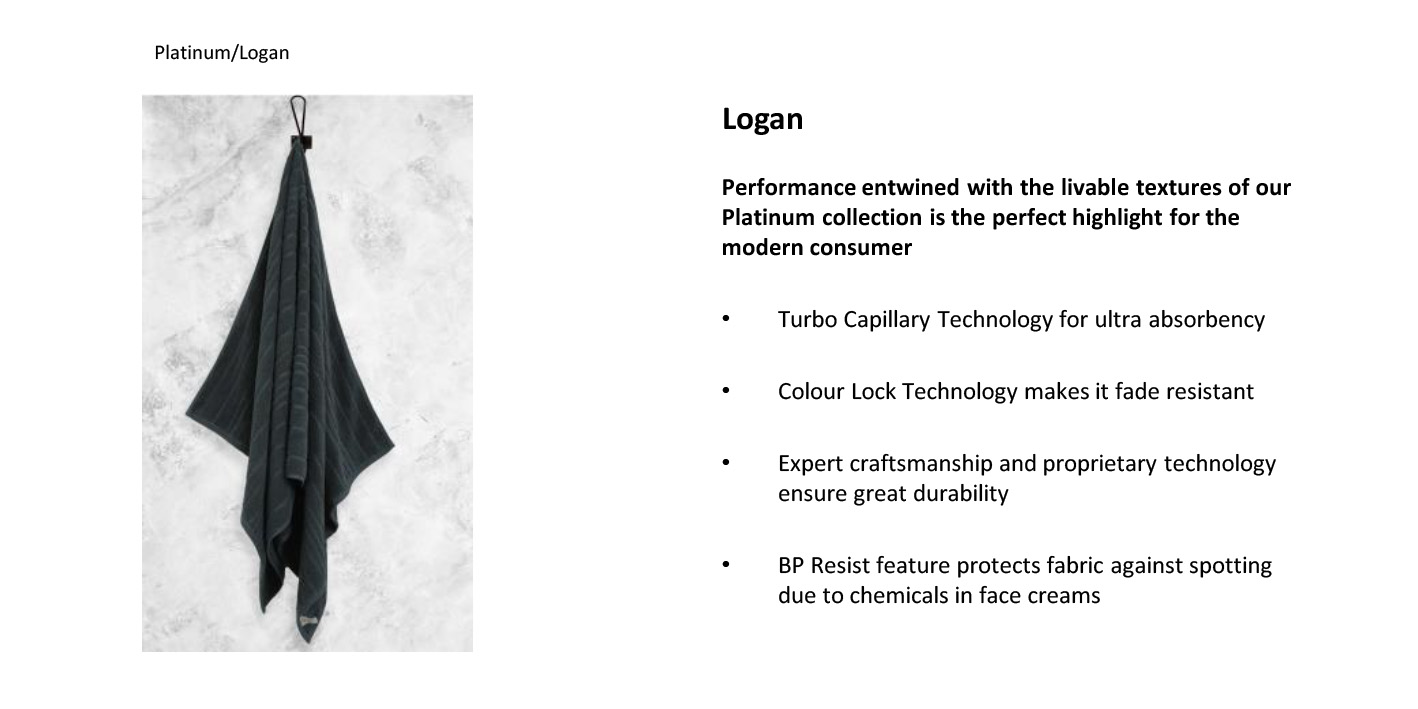 Platinum/Logan
Logan
Performance entwined with the livable textures of our
Platinum collection is the perfect highlight for the
modern consumer
• Turbo Capillary Technology for ultra absorbency
• Colour Lock Technology makes it fade resistant
• Expert craftsmanship and proprietary technology
ensure great durability
• BP Resist feature protects fabric against spotting
due to chemicals in face creams